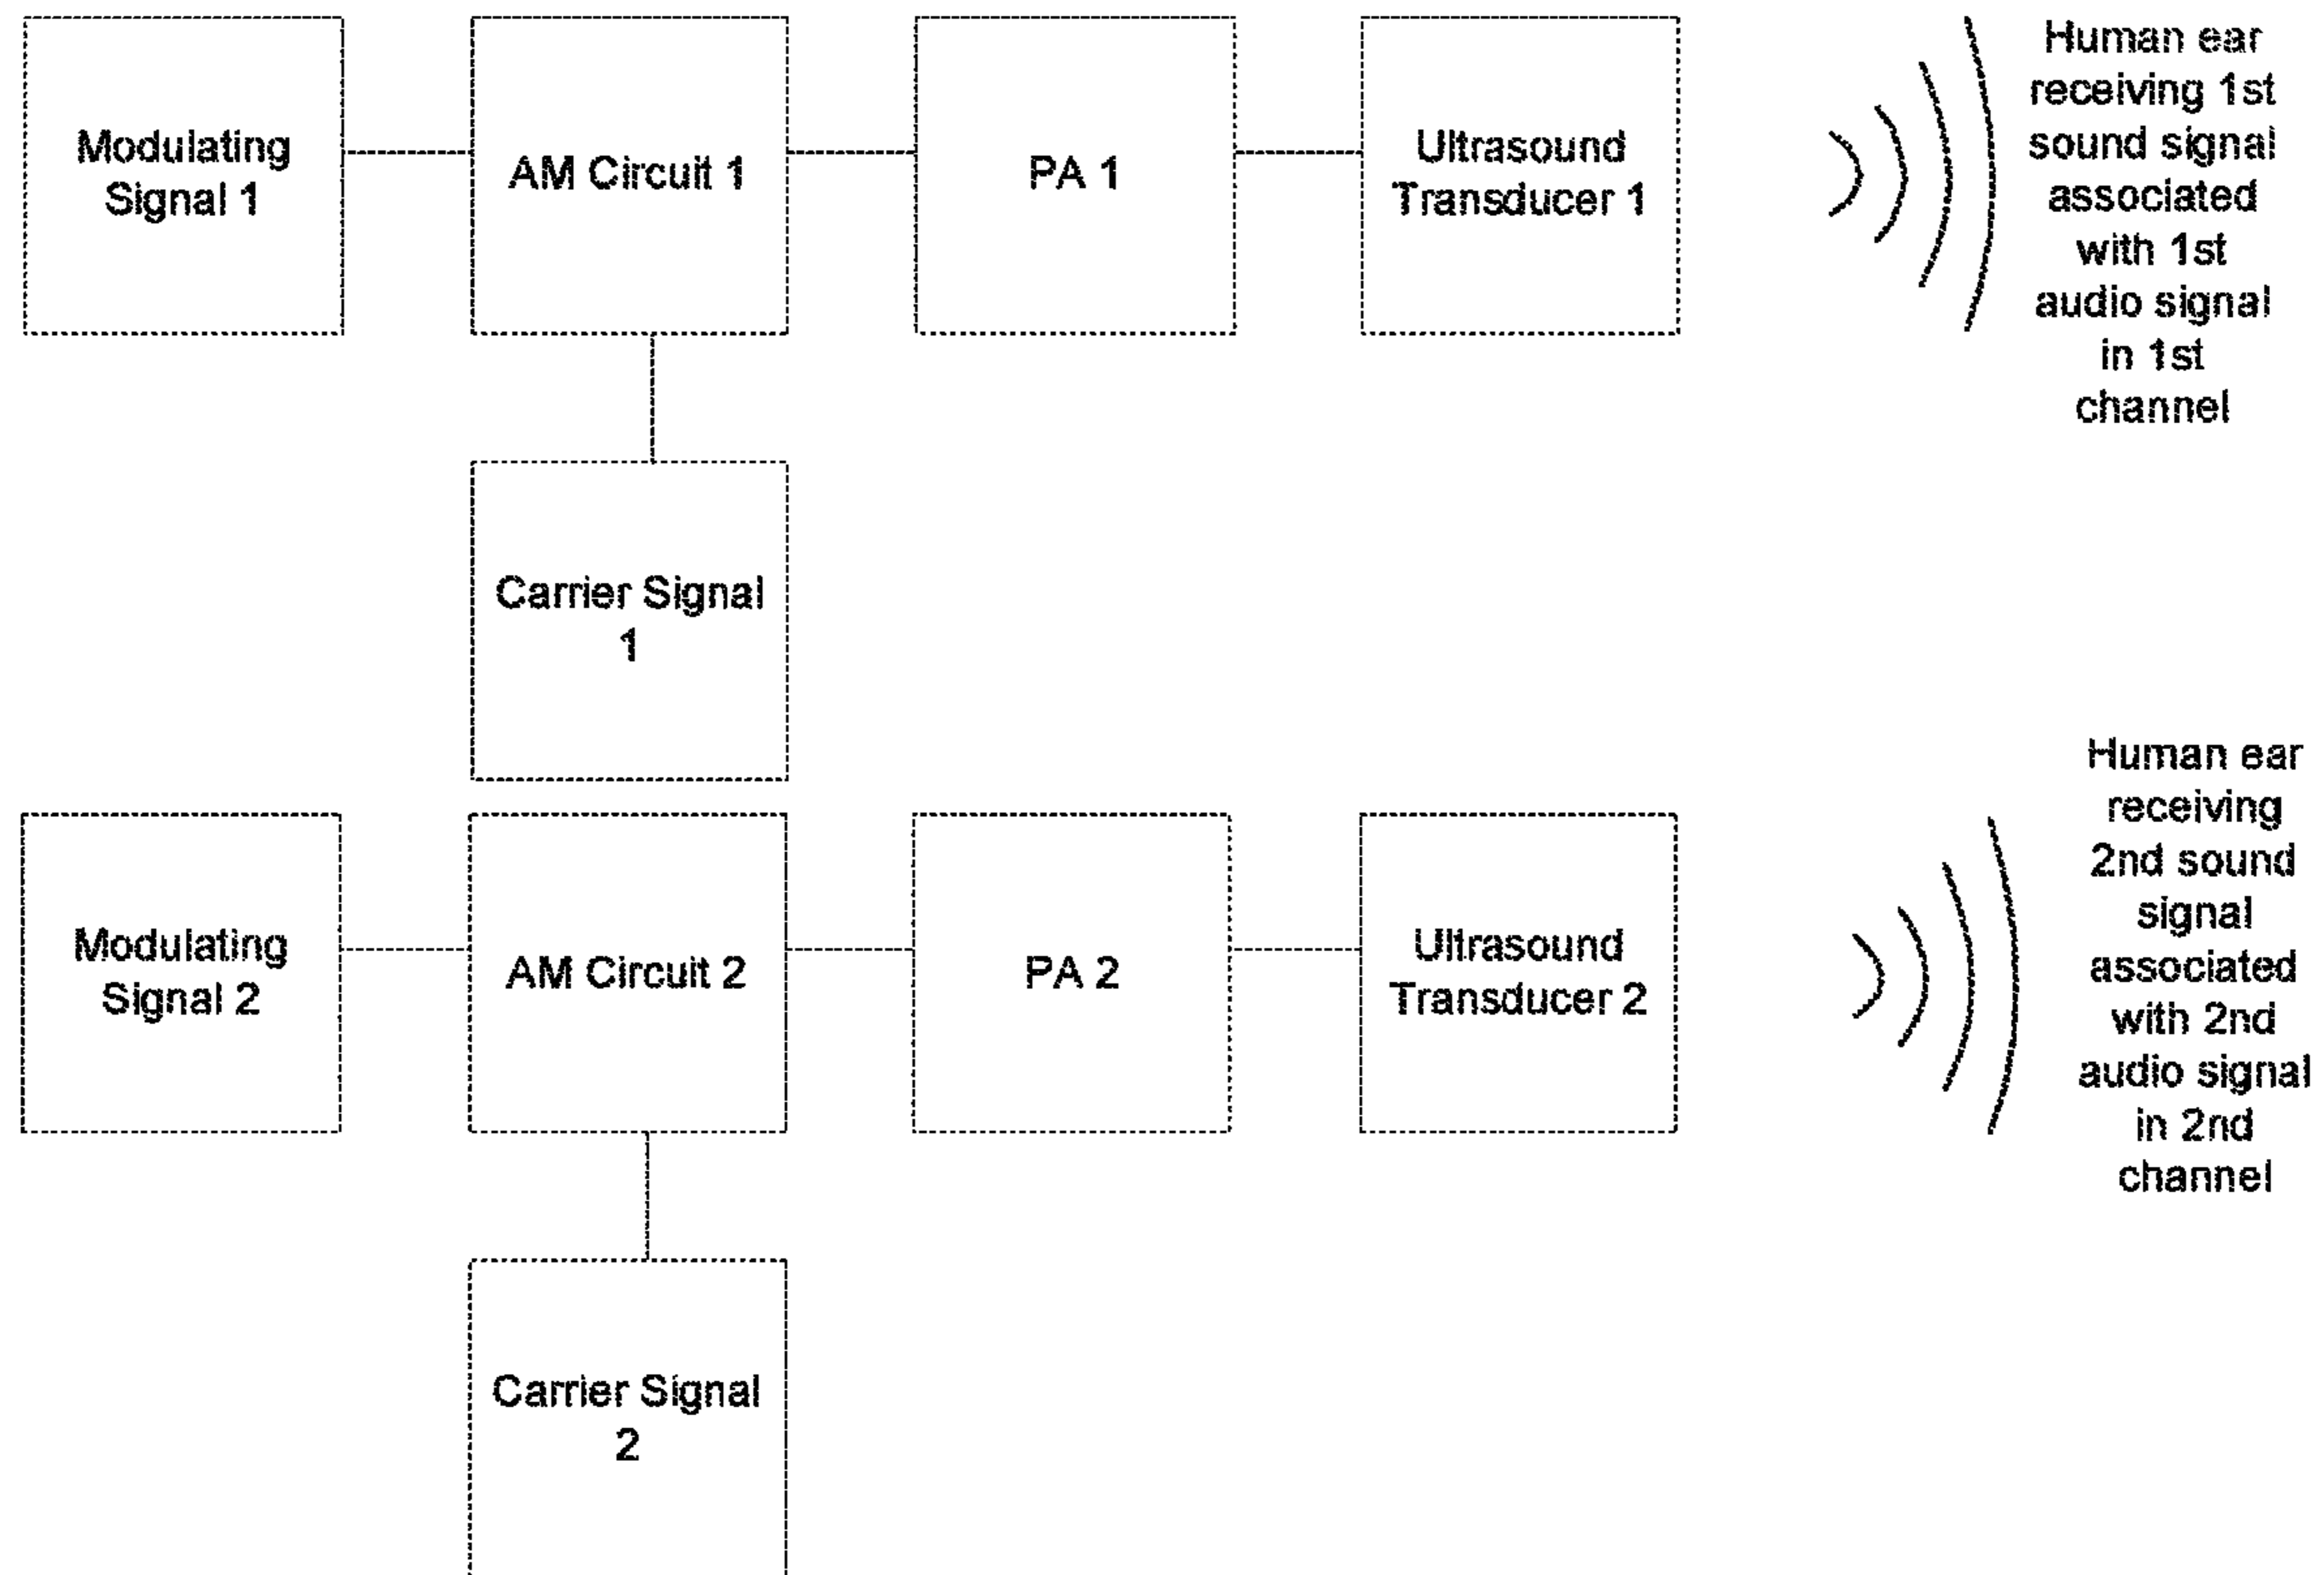 Modulating
Signal 1
AM Circuit 1
PA 1
Ultrasound
Transducer 1
Human ear
receiving 1st
sound signal
associated
with 1st
audio signal
in 1st
channel
Carrier Signal
1
Modulating
Signal 2
AM Circuit 2
PA 2
Ultrasound
Transducer 2
Human ear
receiving
2nd sound
signal
associated
with 2nd
audio signal
in 2nd
channel
Carrier Signal
2